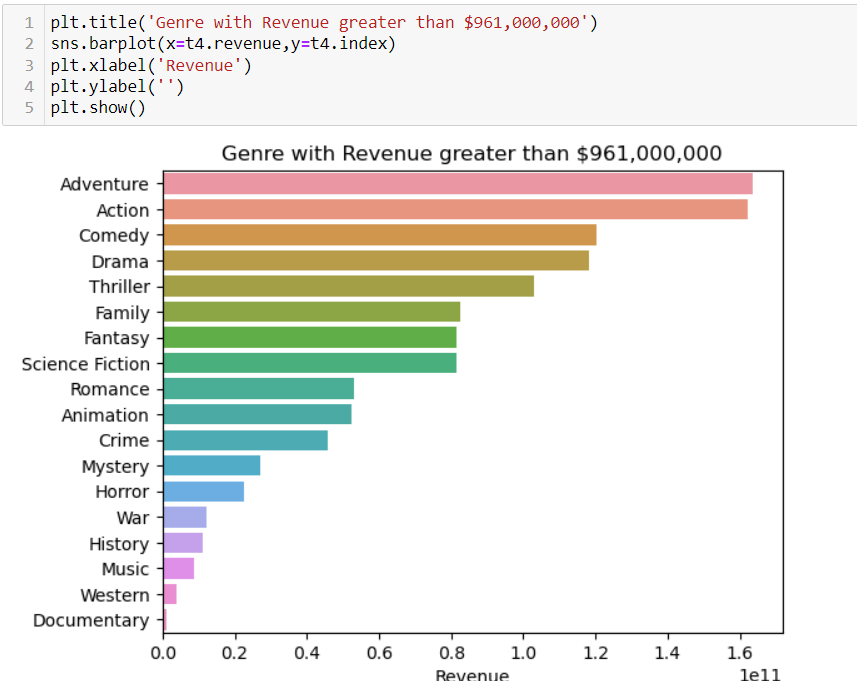 1 plt.title('Genre with Revenue greater than $961,000,000')
2 sns.barplot(x=t4.revenue,y=t4.index)
3 plt.xlabel('Revenue')
4 plt.ylabel('')
5 plt.show()
Genre with Revenue greater than $961,000,000
Adventure
Action
Comedy
Drama
Thriller
Family
Fantasy
Science Fiction
Romance
Animation
Crime
Mystery
Horror
War
History
Music
Western
Documentary
0.0 0.2 0.4 0.6 0.8 1.0 1.2 1.4 1.6
Revenue 1e11